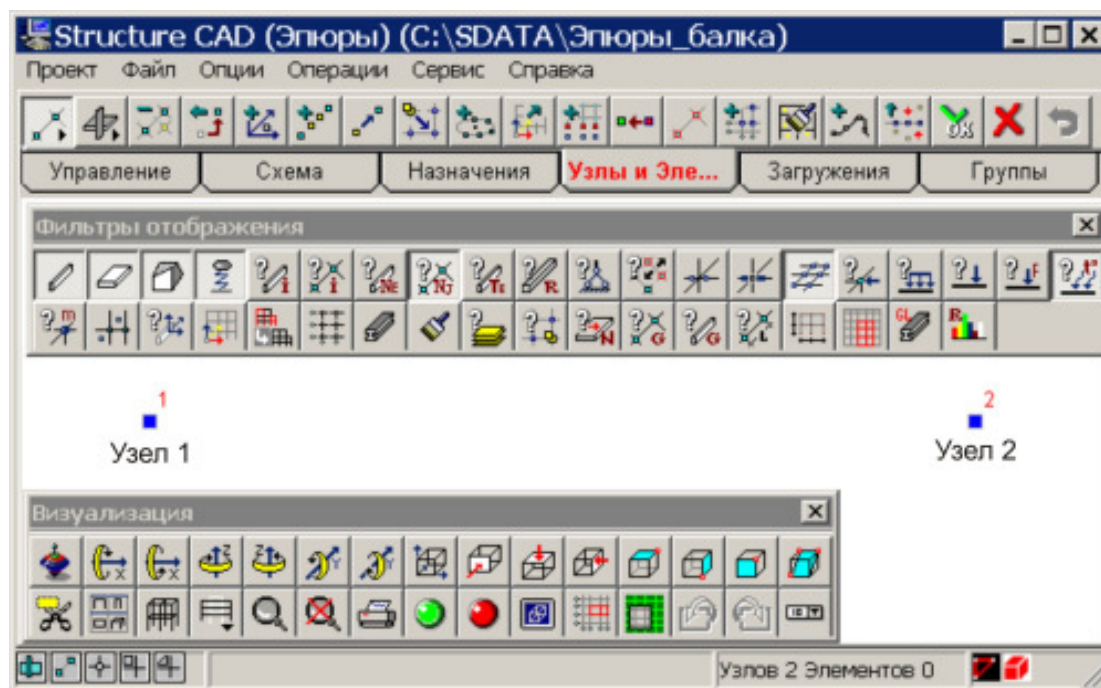 Structure CAD (Эпюры) (C:\SDATA\Эпюры_балка)
Проект Файл Опции Операции Сервис Справка
OK
Управление Схема Назначения Узлы и Эле... Загружения Группы
Фильтры отображения
1 2
Узел 1 Узел 2
Визуализация
Узлов 2 Элементов 0